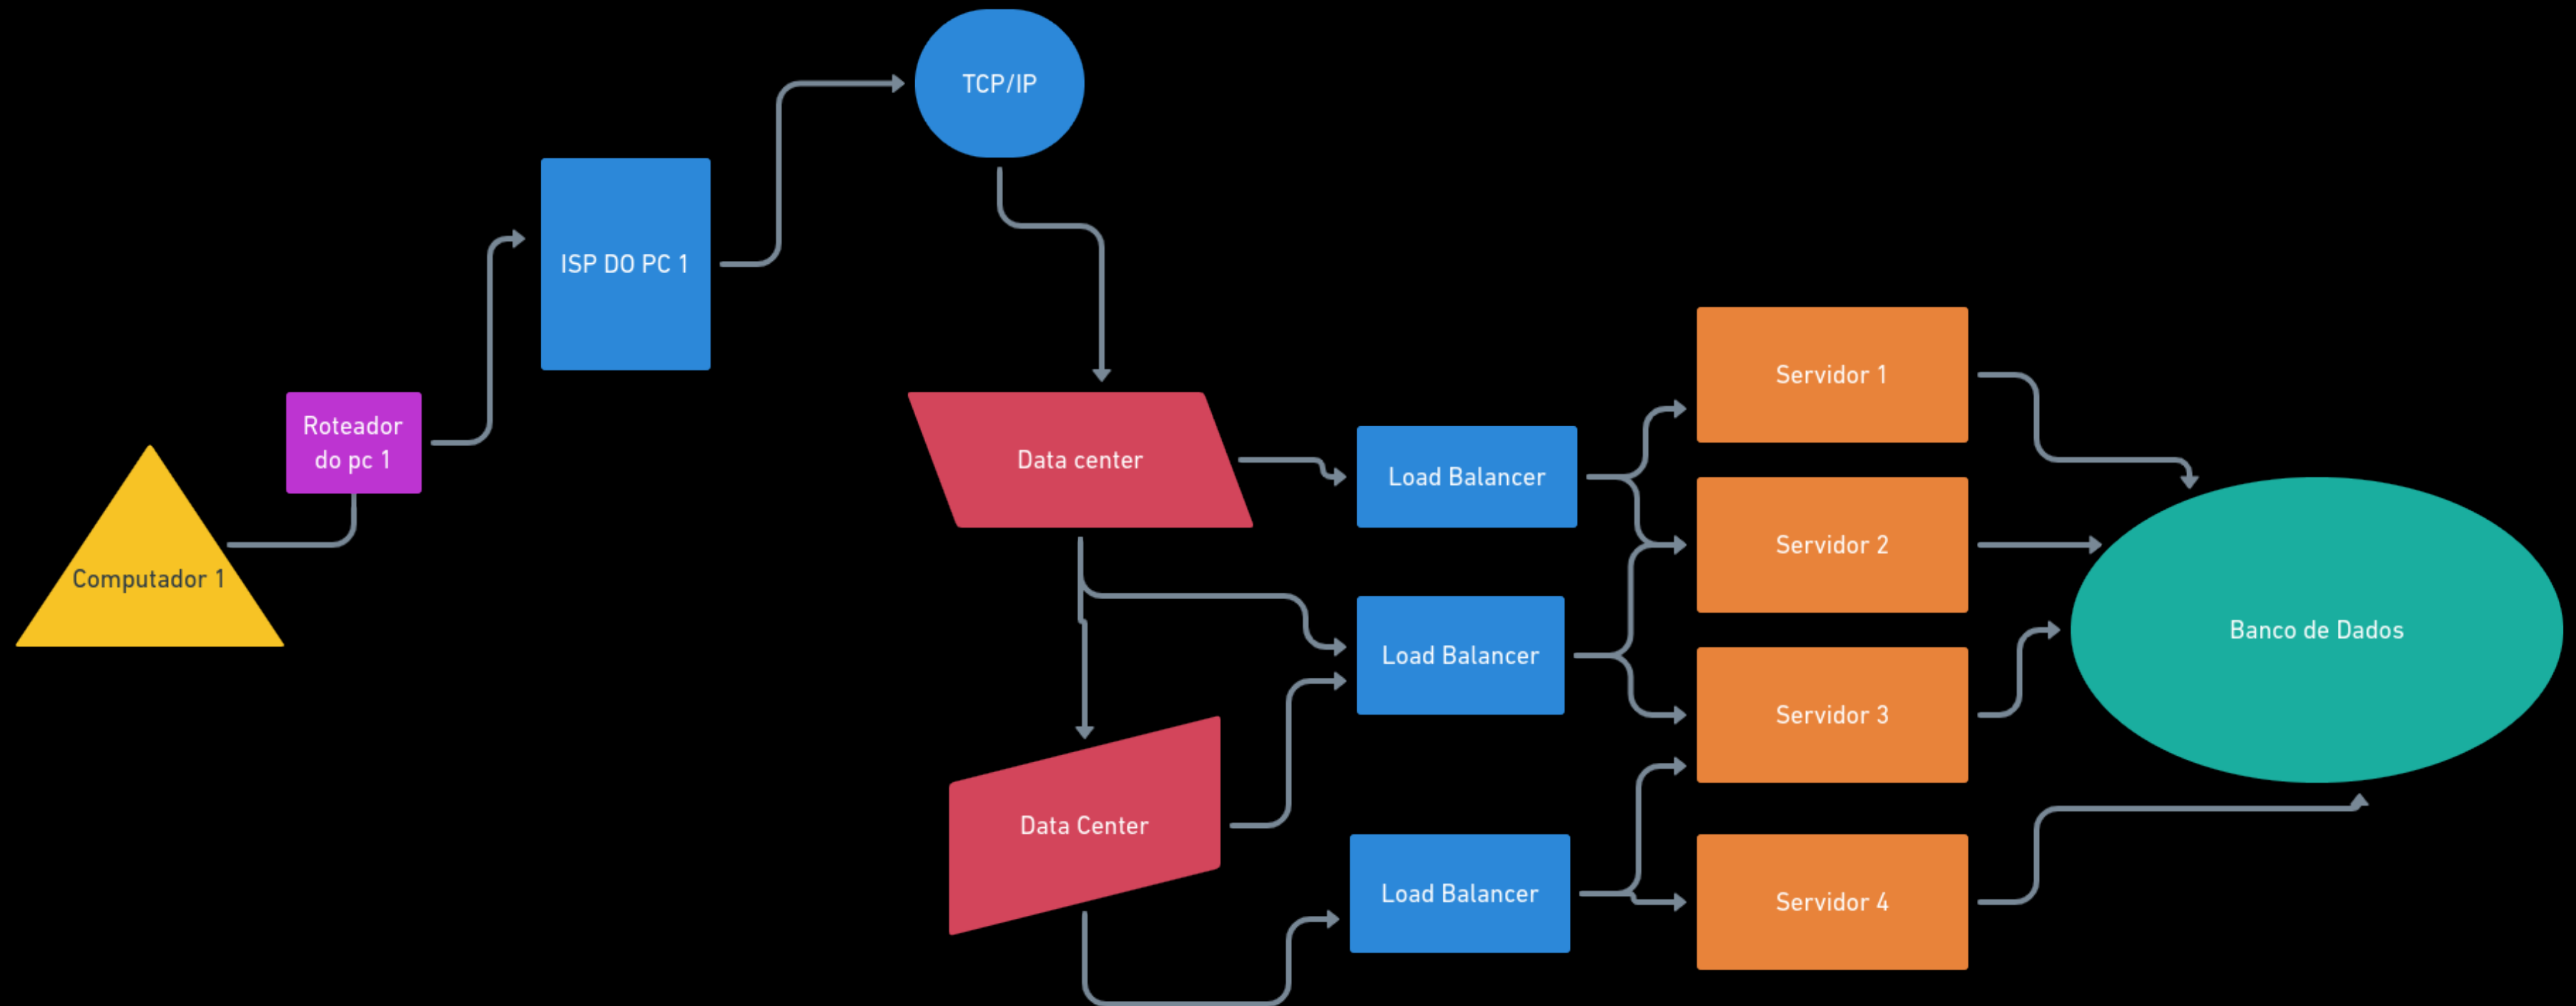 TCP/IP
ISP DO PC 1
Roteador
do pc 1
Computador 1
Data center
Data Center
Load Balancer
Load Balancer
Load Balancer
Servidor 1
Servidor 2
Servidor 3
Servidor 4
Banco de Dados